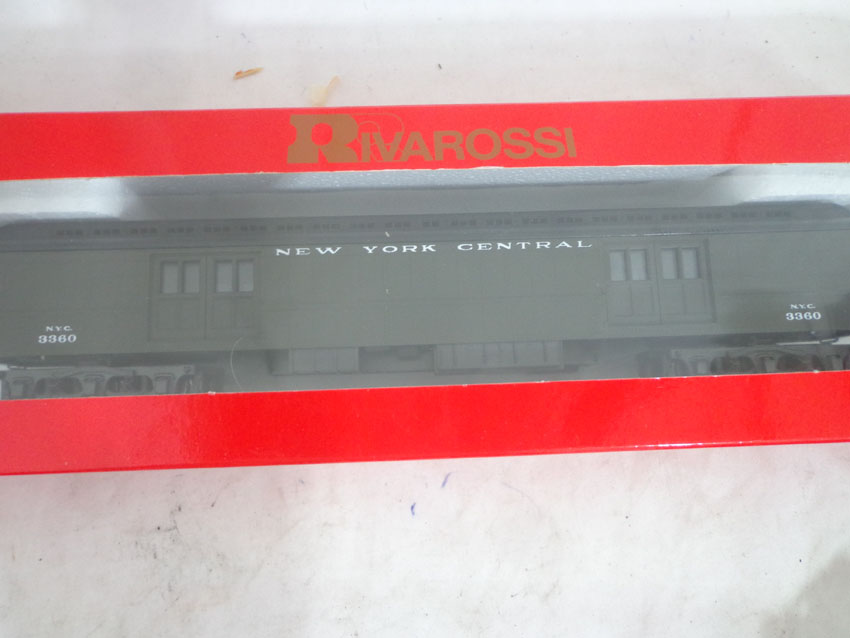 RIVAROSSI
NEW YORK CENTRAL
N.Y.C.
3360
N.Y.C.
3360